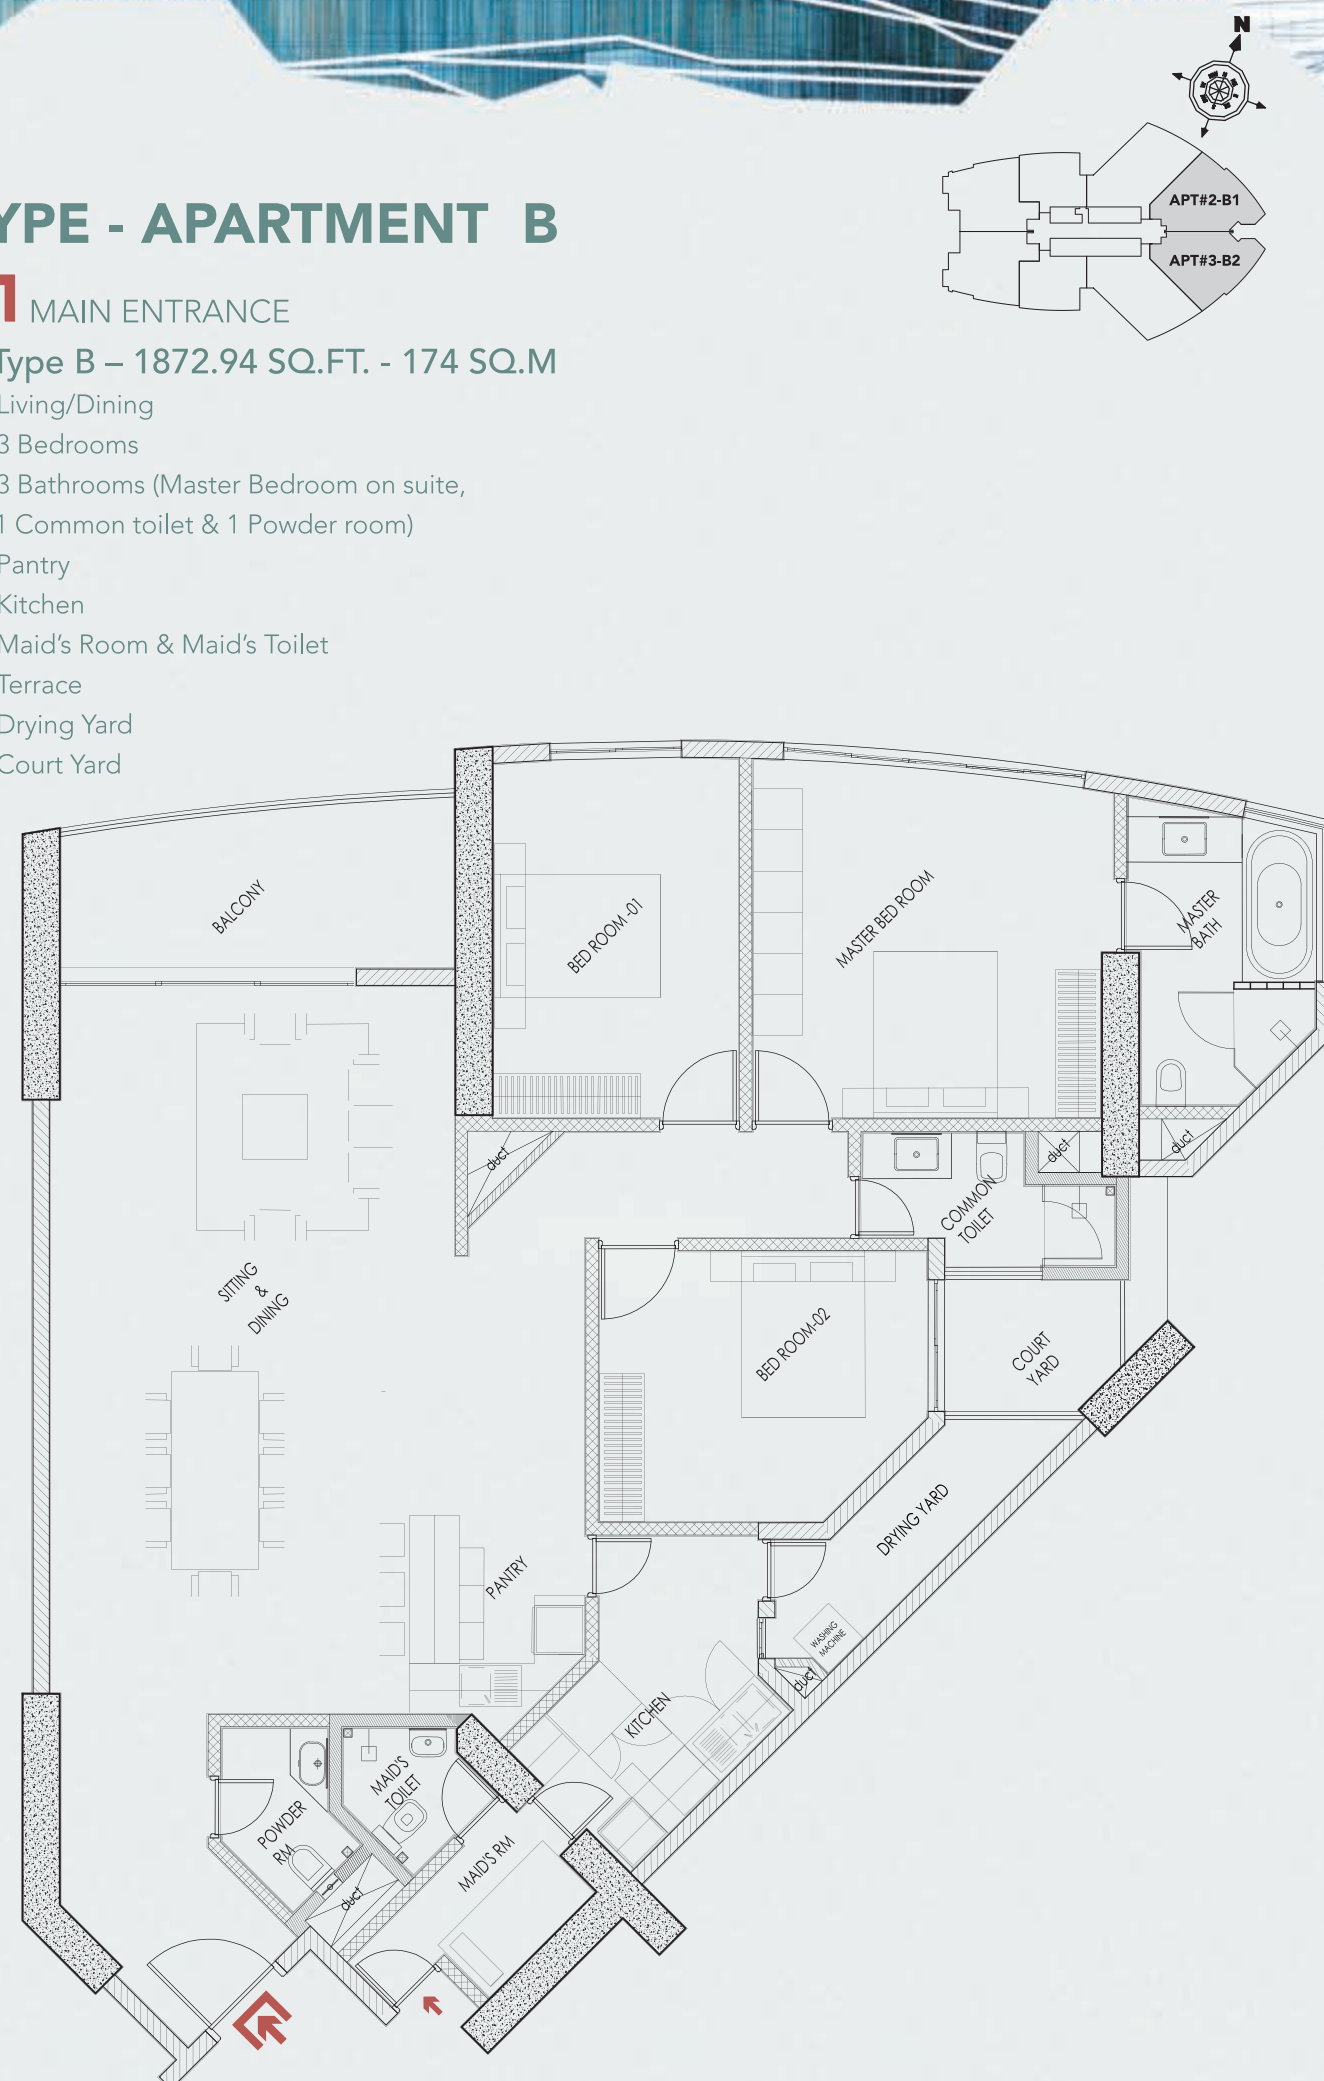 N
APT#2-B1
APT#3-B2
YPE - APARTMENT B
MAIN ENTRANCE
Type B – 1872.94 SQ.FT. - 174 SQ.M
Living/Dining
3 Bedrooms
3 Bathrooms (Master Bedroom on suite,
1 Common toilet & 1 Powder room)
Pantry
Kitchen
Maid's Room & Maid's Toilet
Terrace
Drying Yard
Court Yard
BALCONY
BED ROOM -01
MASTER BED ROOM
MASTER
BATH
duct
duct
duct
COMMON
TOILET
SITTING
&
DINING
BED ROOM-02
COURT
YARD
DRYING YARD
PANTRY
WASHING
MACHINE
duct
KITCHEN
MAID'S
TOILET
POWDER
RM
MAID'S RM
duct